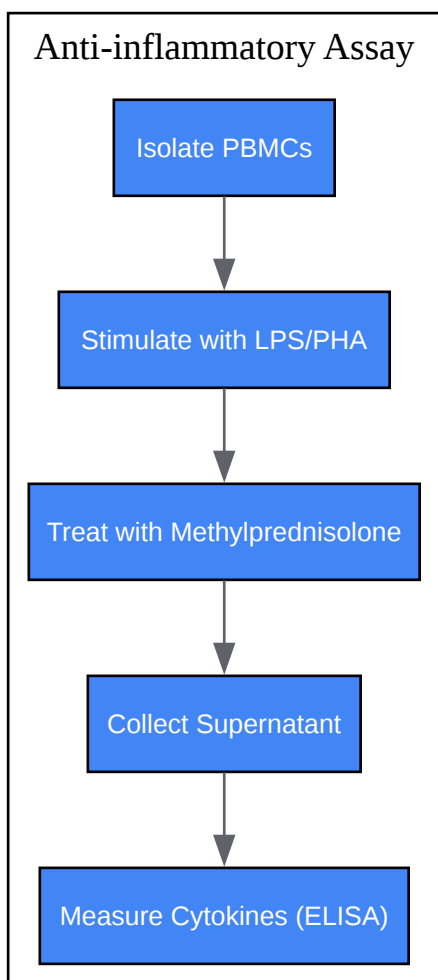 Anti-inflammatory Assay
Isolate PBMCs
Stimulate with LPS/PHA
Treat with Methylprednisolone
Collect Supernatant
Measure Cytokines (ELISA)